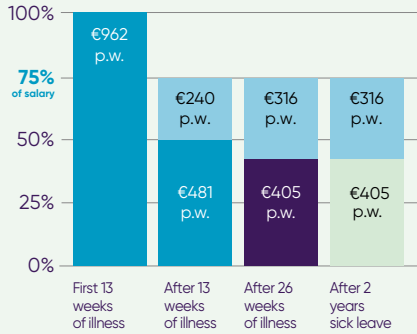 100%
75%
of salary
50%
25%
0%
€962
p.w.
€240
p.w.
€481
p.w.
€316
p.w.
€405
p.w.
€316
p.w.
€405
p.w.
First 13
weeks
of illness
After 13
weeks
of illness
After 26
weeks
of illness
After 2
years
sick leave